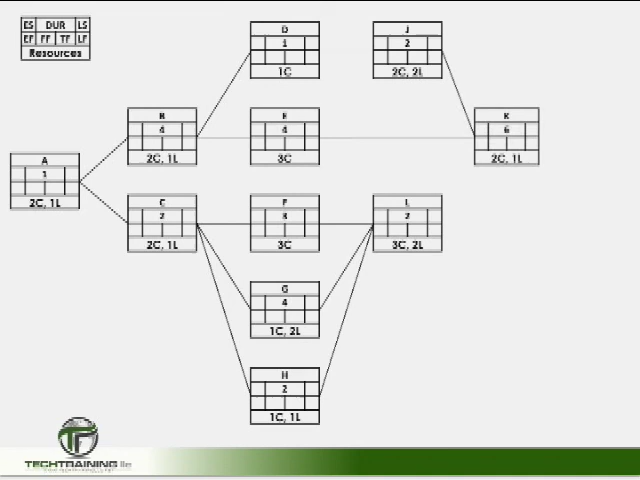 ES DUR LS
EF FF TF LF
Resources
D
1
1C
J
2
2C, 2L
B
4
2C, 1L
E
4
3C
K
6
2C, 1L
A
1
2C, 1L
C
2
2C, 1L
F
3C
L
2
3C, 2L
G
4
1C, 2L
H
2
1C, 1L
TF
TECHTRAINING llc